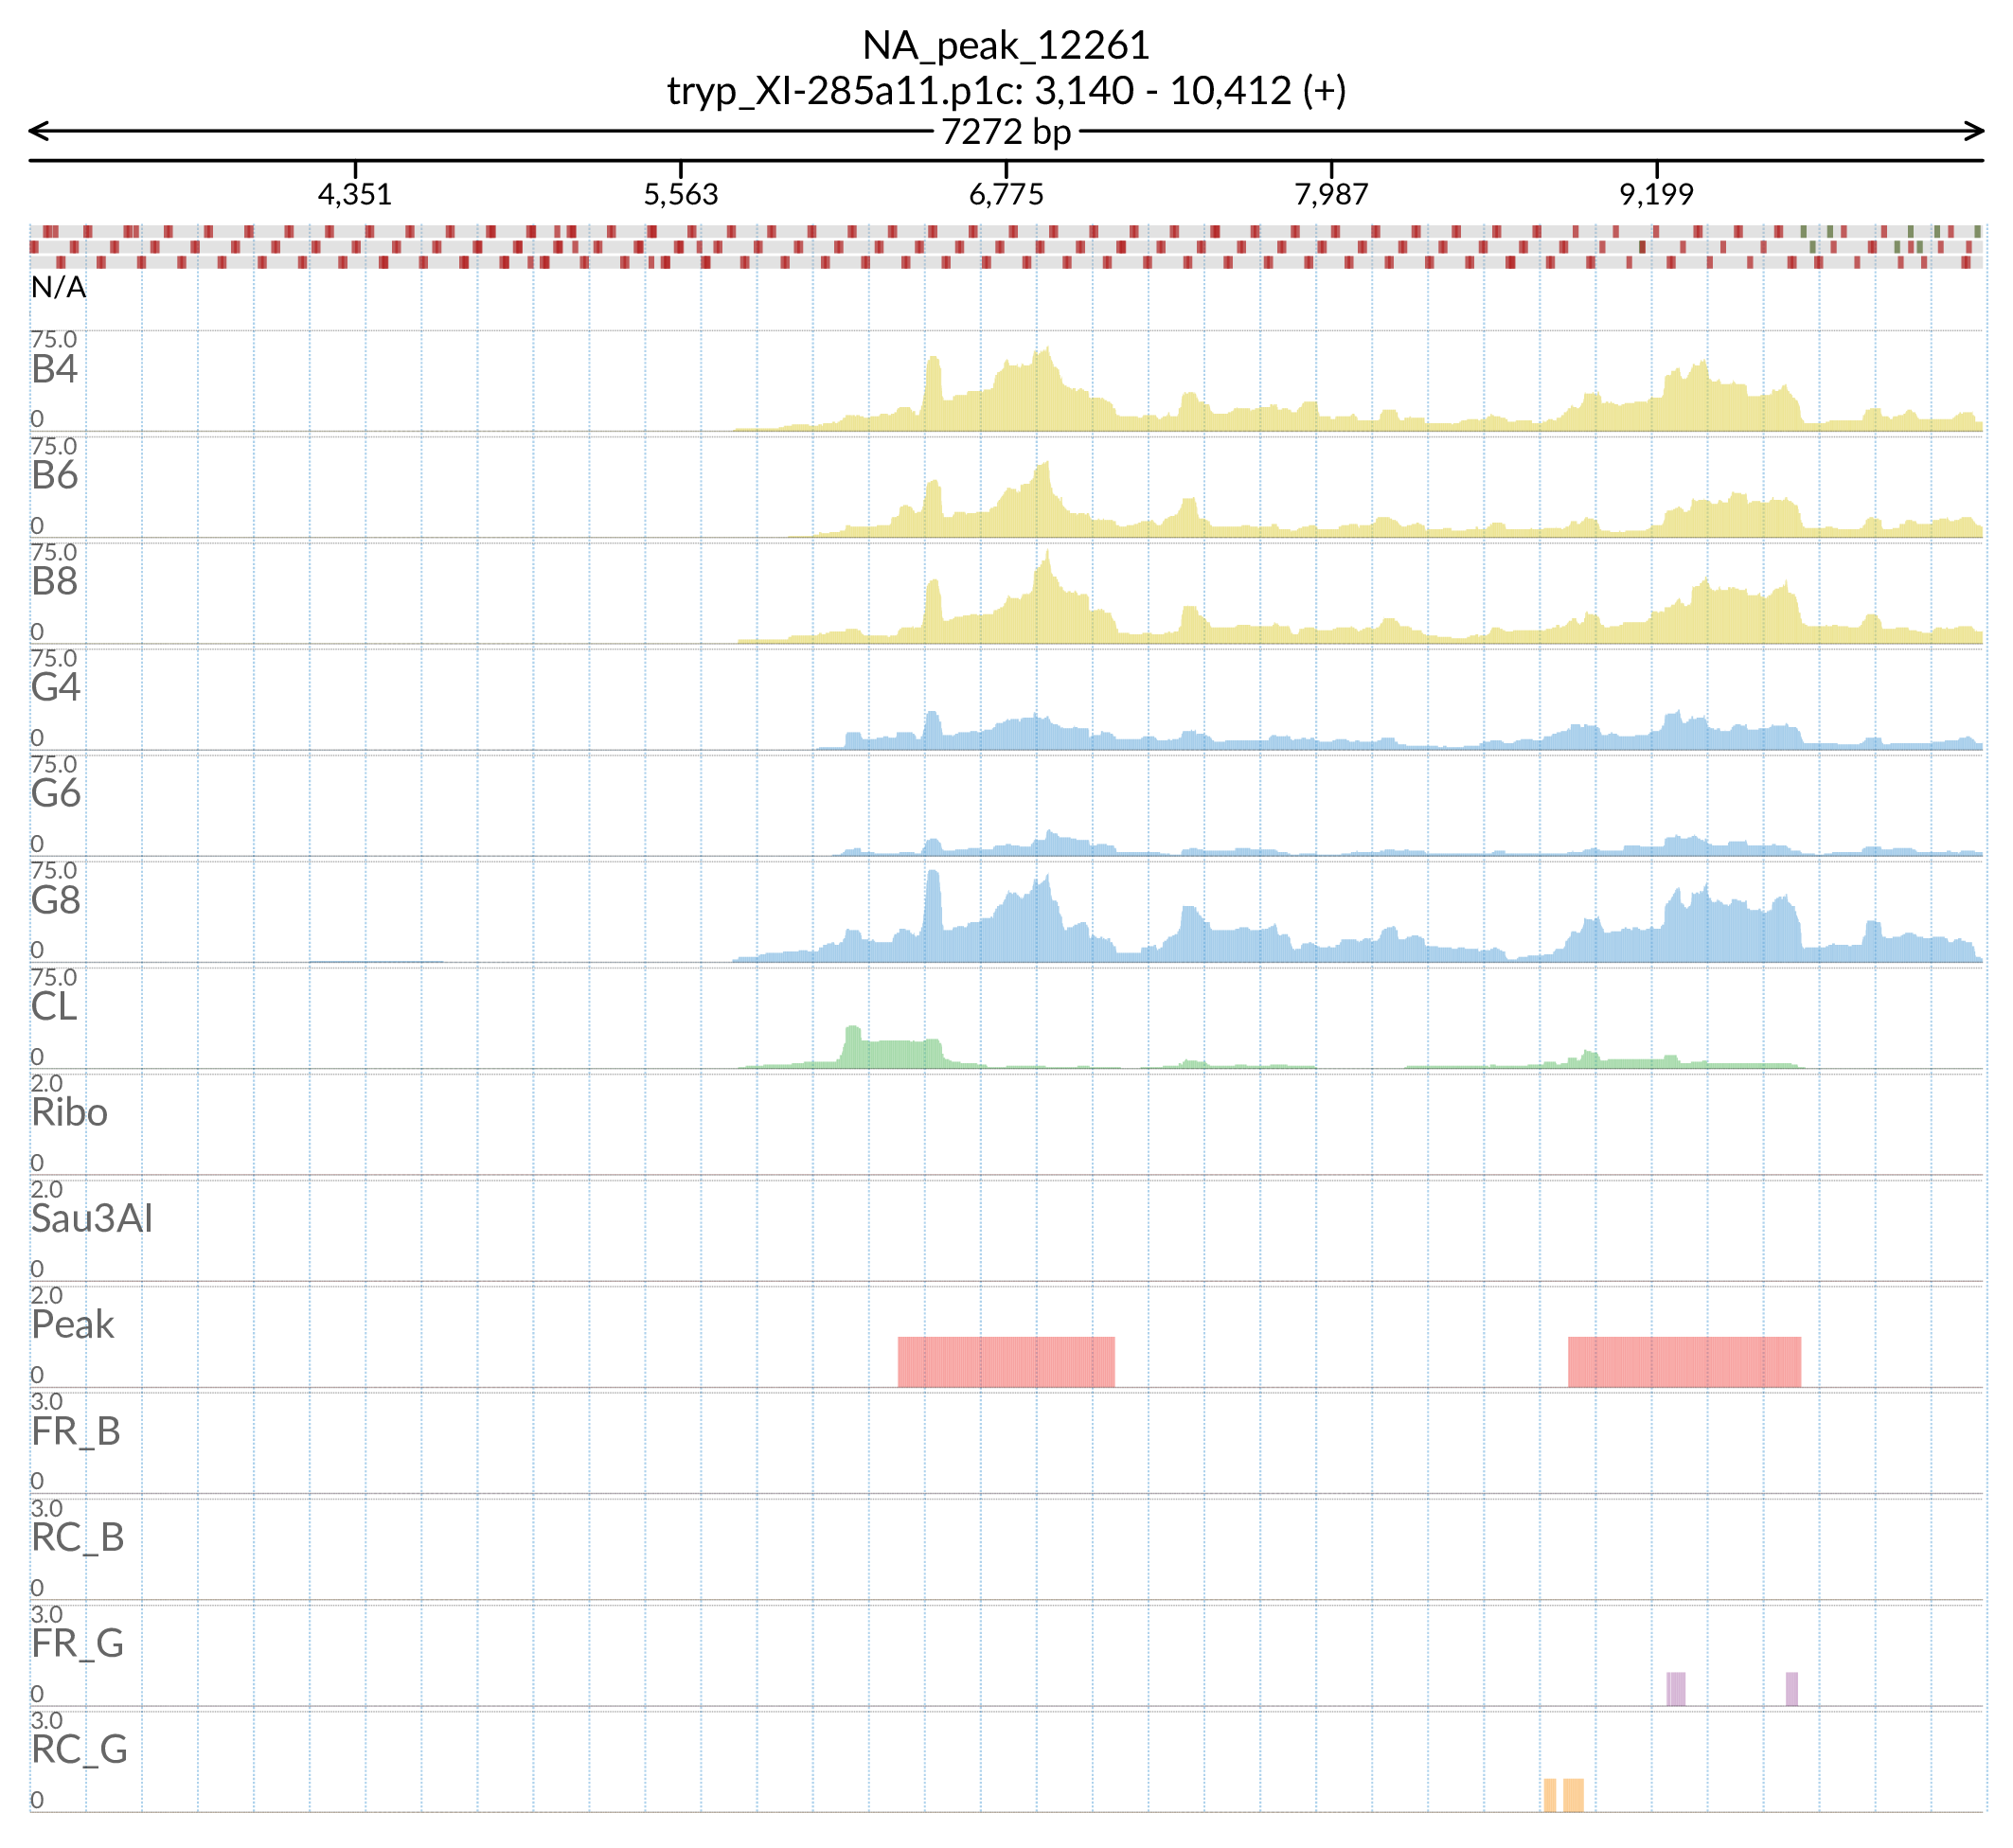 NA_peak_12261
tryp_XI-285a11.p1c: 3,140 - 10,412 (+)
7272 bp
4,351 5,563 6,775 7,987 9,199
N/A
75.0
B4
0
75.0
B6
0
75.0
B8
0
75.0
G4
0
75.0
G6
0
75.0
G8
0
75.0
CL
0
2.0
Ribo
0
2.0
Sau3AI
0
2.0
Peak
0
3.0
FR_B
0
3.0
RC_B
0
3.0
FR_G
0
3.0
RC_G
0